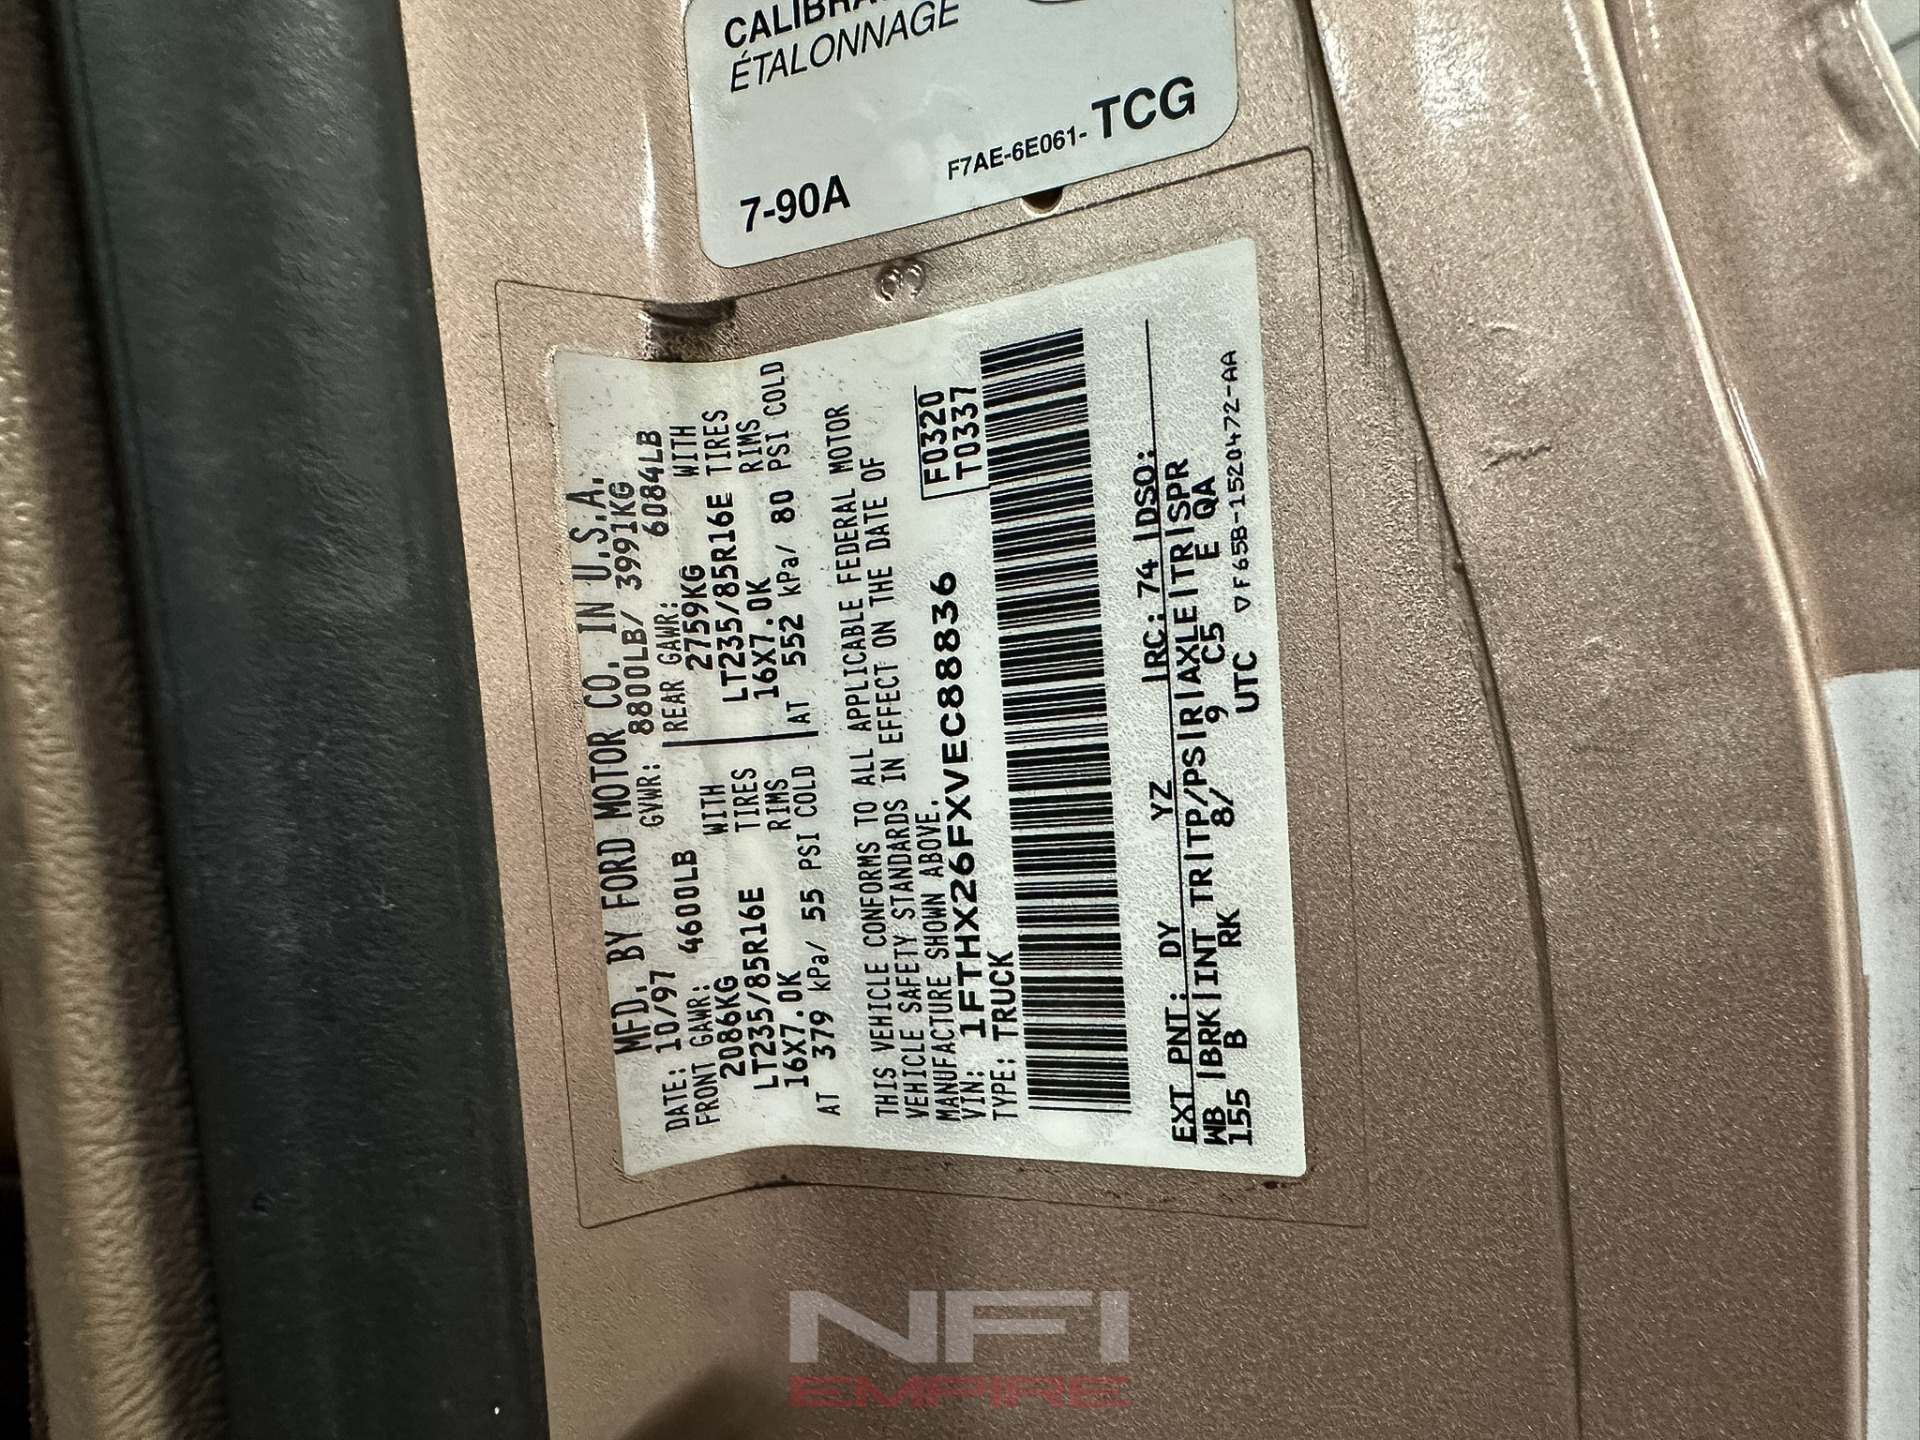 ÉTALONNAGE
7-90A F7AE-6E061-TCG
MFD. BY FORD MOTOR CO. IN U.S.A.
DATE: 10/97 GVWR: 8800LB/ 3991KG
FRONT GAWR: 4600LB REAR GAWR: 6084LB
2086KG WITH 2759KG WITH
LT235/85R16E TIRES LT235/85R16E TIRES
16X7.0K RIMS 16X7.0K RIMS
AT 379 kPa/ 55 PSI COLD AT 552 kPa/ 80 PSI COLD
THIS VEHICLE CONFORMS TO ALL APPLICABLE FEDERAL MOTOR
VEHICLE SAFETY STANDARDS IN EFFECT ON THE DATE OF
MANUFACTURE SHOWN ABOVE.
VIN: 1FTHX26FXVEC88836 F0320
TYPE: TRUCK T0337
EXT PNT: DY YZ RC: 74 DSO:
WB BRK INT TR TP/PS R AXLE TR SPR
155 B RK 8/ 9 C5 E QA
UTC ▽F65B-1520472-AA
NFI
EMPIRE